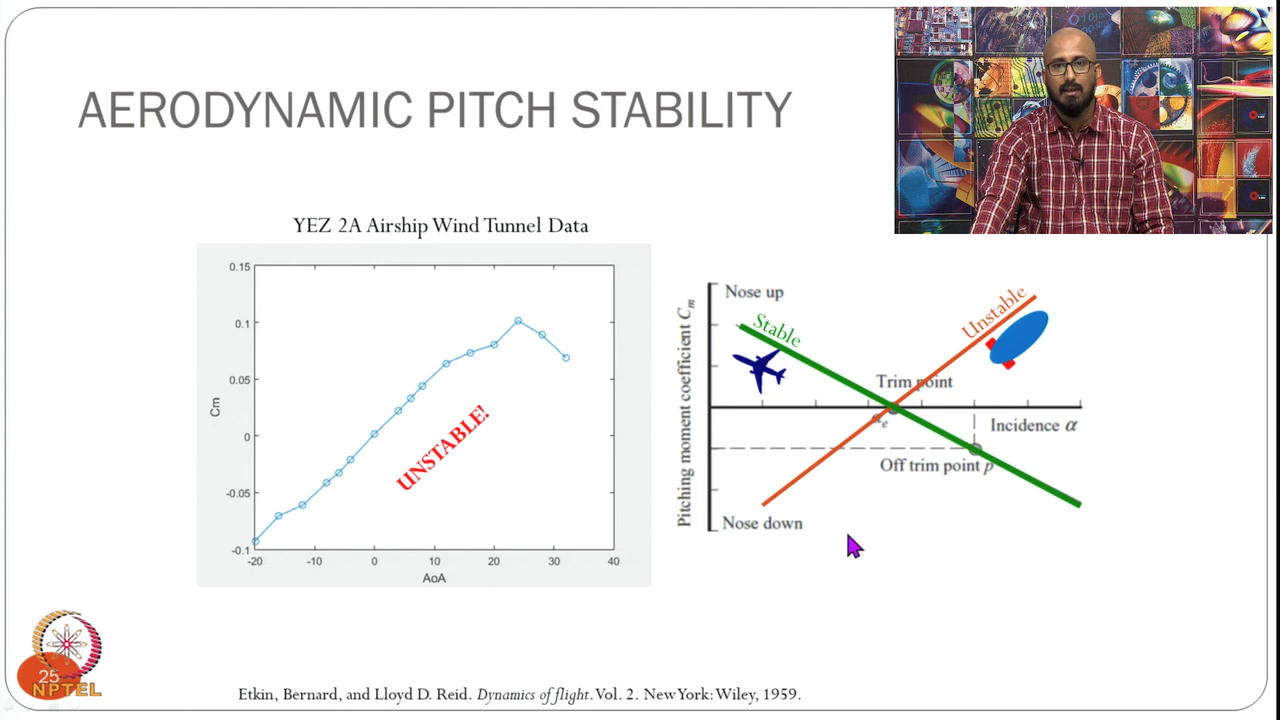 AERODYNAMIC PITCH STABILITY
YEZ 2A Airship Wind Tunnel Data
0.15
0.1
0.05
0
-0.05
-0.1
Cm
-20 -10 0 10 20 30 40
AoA
UNSTABLE!
Pitching moment coefficient Cm
Nose up
Stable
Unstable
Trim point
αe
Incidence α
Off trim point p
Nose down
25
NPTEL
Etkin, Bernard, and Lloyd D. Reid. Dynamics of flight. Vol. 2. New York: Wiley, 1959.